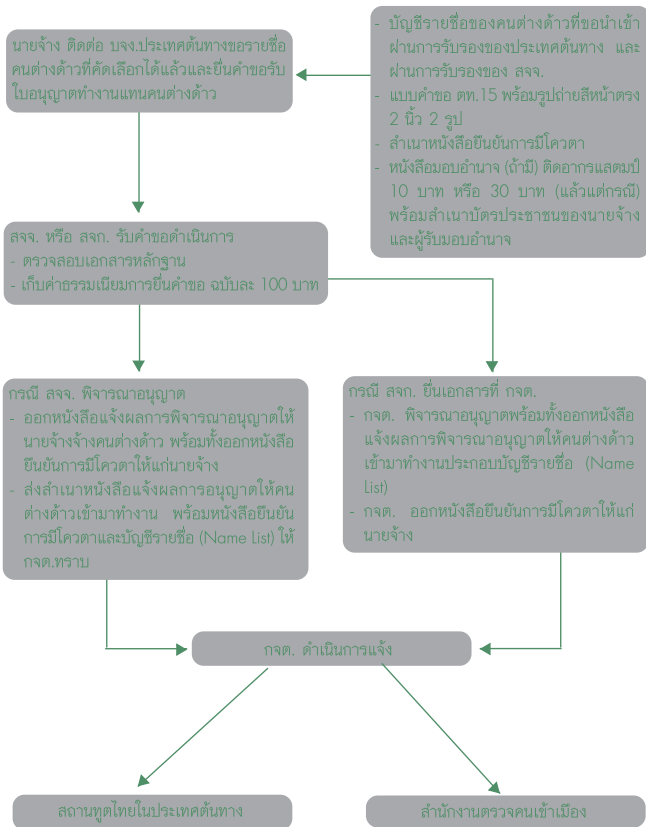 นายจ้าง ติดต่อ บจง.ประเทศต้นทางขอรายชื่อ
คนต่างด้าวที่คัดเลือกได้แล้วและยื่นคำขอรับ
ใบอนุญาตทำงานแทนคนต่างด้าว
- บัญชีรายชื่อของคนต่างด้าวที่ขอนำเข้า
ผ่านการรับรองของประเทศต้นทาง และ
ผ่านการรับรองของ สจจ.
- แบบคำขอ ตท.15 พร้อมรูปถ่ายสีหน้าตรง
2 นิ้ว 2 รูป
- สำเนาหนังสือยืนยันการมีโควตา
- หนังสือมอบอำนาจ (ถ้ามี) ติดอากรแสตมป์
10 บาท หรือ 30 บาท (แล้วแต่กรณี)
พร้อมสำเนาบัตรประชาชนของนายจ้าง
และผู้รับมอบอำนาจ
สจจ. หรือ สจก. รับคำขอดำเนินการ
- ตรวจสอบเอกสารหลักฐาน
- เก็บค่าธรรมเนียมการยื่นคำขอ ฉบับละ 100 บาท
กรณี สจจ. พิจารณาอนุญาต
- ออกหนังสือแจ้งผลการพิจารณาอนุญาตให้
นายจ้างจ้างคนต่างด้าว พร้อมทั้งออกหนังสือ
ยืนยันการมีโควตาให้แก่นายจ้าง
- ส่งสำเนาหนังสือแจ้งผลการอนุญาตให้คน
ต่างด้าวเข้ามาทำงาน พร้อมหนังสือยืนยัน
การมีโควตาและบัญชีรายชื่อ (Name List) ให้
กจต.ทราบ
กรณี สจก. ยื่นเอกสารที่ กจต.
- กจต. พิจารณาอนุญาตพร้อมทั้งออกหนังสือ
แจ้งผลการพิจารณาอนุญาตให้คนต่างด้าว
เข้ามาทำงานประกอบบัญชีรายชื่อ (Name
List)
- กจต. ออกหนังสือยืนยันการมีโควตาให้แก่
นายจ้าง
กจต. ดำเนินการแจ้ง
สถานทูตไทยในประเทศต้นทาง
สำนักงานตรวจคนเข้าเมือง